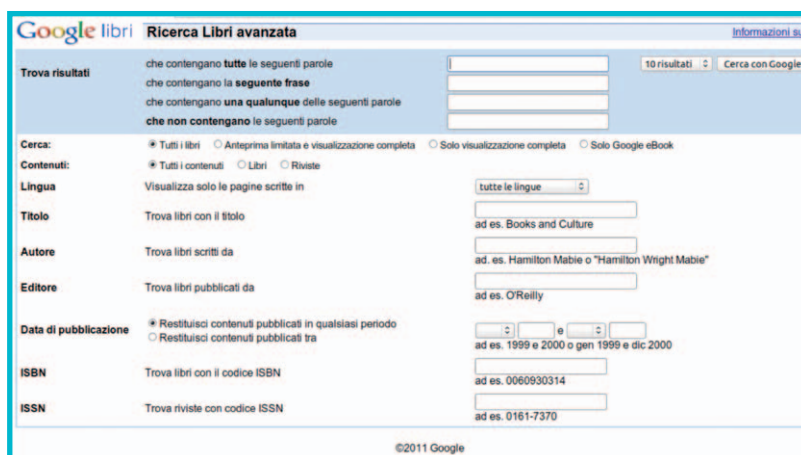 Google libri Ricerca Libri avanzata Informazioni su
Trova risultati
che contengano tutte le seguenti parole 10 risultati Cerca con Google
che contengano la seguente frase
che contengano una qualunque delle seguenti parole
che non contengano le seguenti parole
Cerca: Tutti i libri Anteprima limitata e visualizzazione completa Solo visualizzazione completa Solo Google eBook
Contenuti: Tutti i contenuti Libri Riviste
Lingua Visualizza solo le pagine scritte in tutte le lingue
Titolo Trova libri con il titolo
ad es. Books and Culture
Autore Trova libri scritti da
ad. es. Hamilton Mabie o "Hamilton Wright Mabie"
Editore Trova libri pubblicati da
ad es. O'Reilly
Data di pubblicazione Restituisci contenuti pubblicati in qualsiasi periodo
Restituisci contenuti pubblicati tra e
ad es. 1999 e 2000 o gen 1999 e dic 2000
ISBN Trova libri con il codice ISBN
ad es. 0060930314
ISSN Trova riviste con codice ISSN
ad es. 0161-7370
©2011 Google